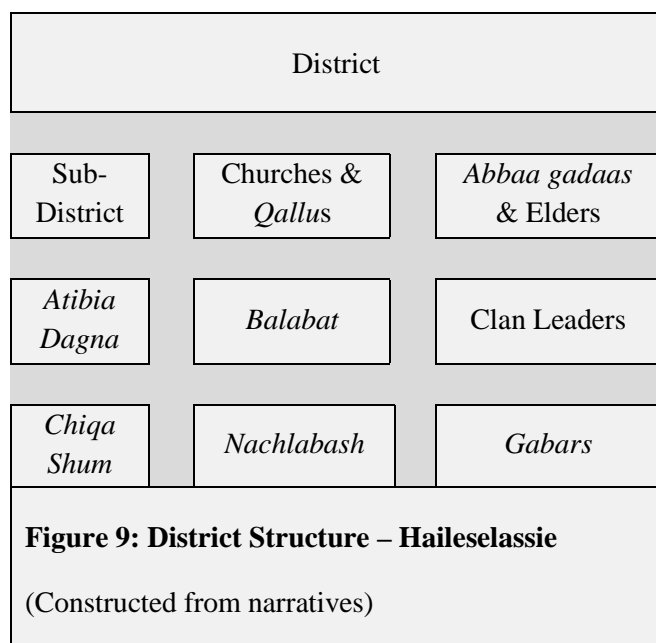 District
Sub-
District
Churches &
Qallus
Abbaa gadaas
& Elders
Atibia
Dagna
Balabat
Clan Leaders
Chiqa
Shum
Nachlabash
Gabars
Figure 9: District Structure – Haileselassie
(Constructed from narratives)